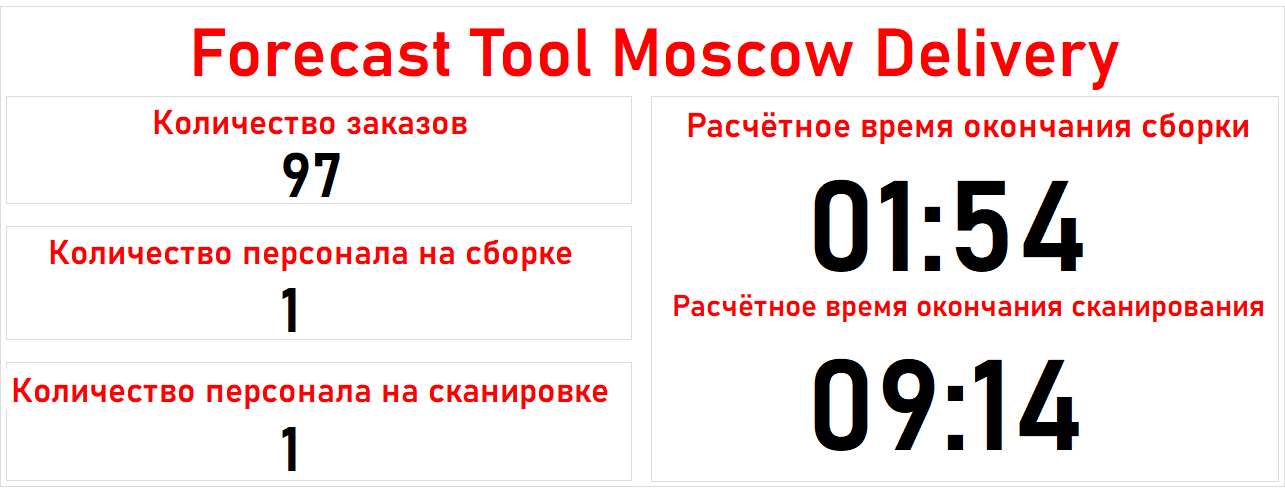 Forecast Tool Moscow Delivery
Количество заказов
97
Количество персонала на сборке
1
Количество персонала на сканировке
1
Расчётное время окончания сборки
01:54
Расчётное время окончания сканирования
09:14